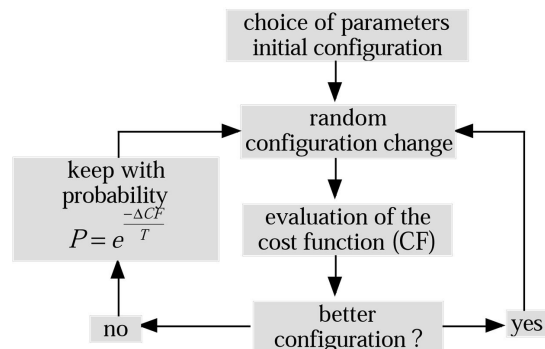 choice of parameters
initial configuration
random
configuration change
keep with
probability
P = e^{\frac{-ΔCF}{T}}
evaluation of the
cost function (CF)
better
configuration ?
no
yes